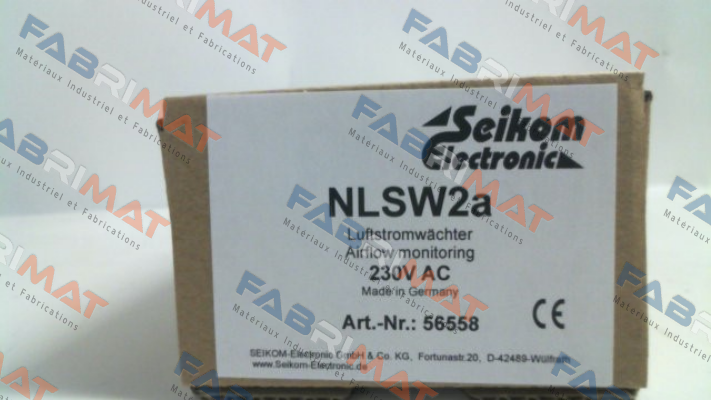 Seikom
Electronic
NLSW2a
Luftstromwächter
Airflow monitoring
230V AC
Made in Germany
Art.-Nr.: 56558
CE
SEIKOM-Electronic GmbH & Co. KG, Fortunastr.20, D-42489-Wülfrath
www.Seikom-Electronic.de
FABRIMAT
Matériaux Industriel et Fabrications